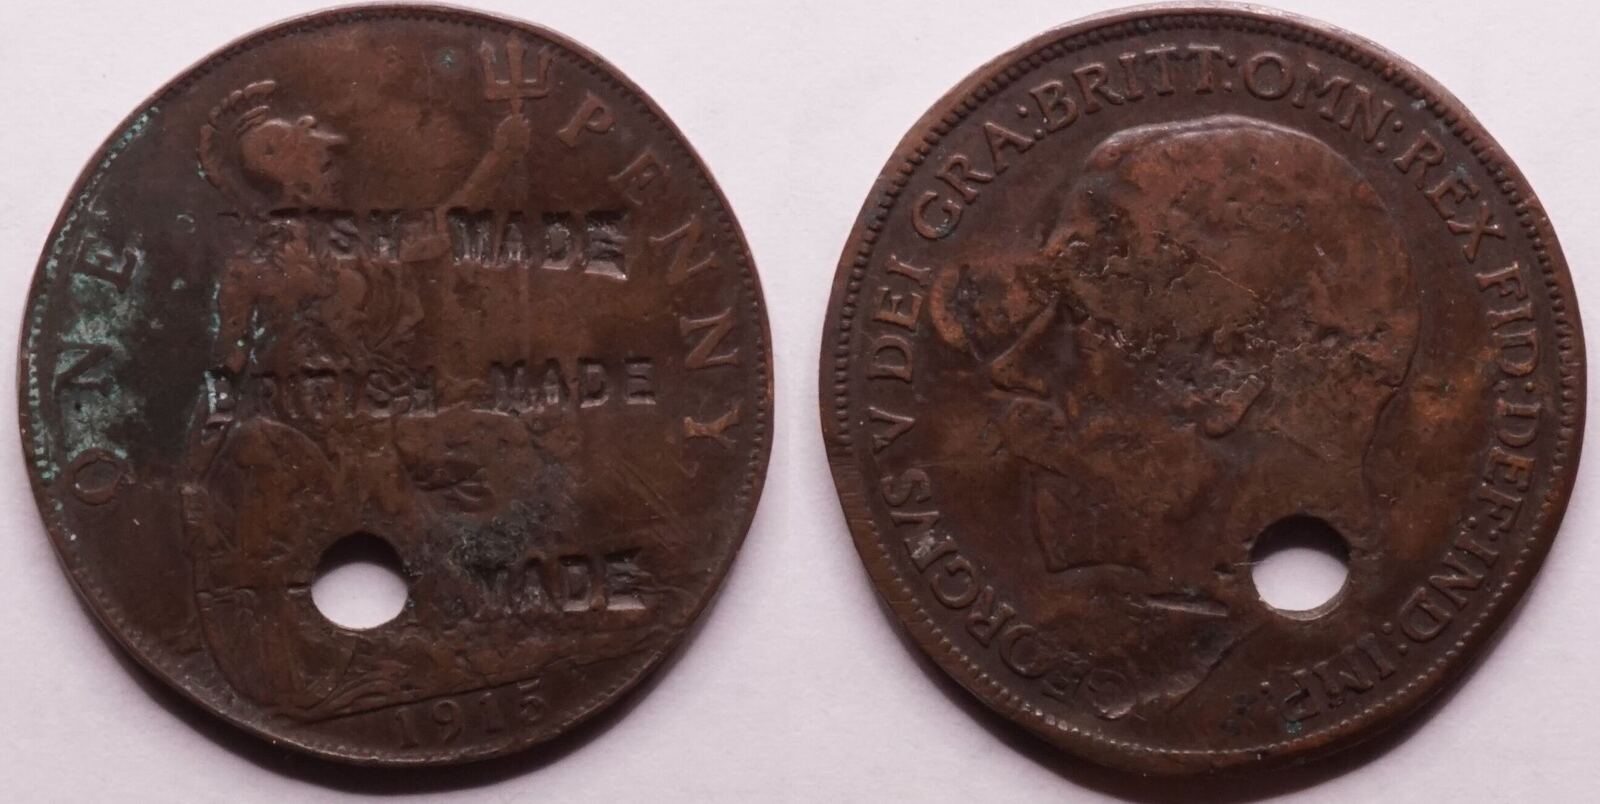 ONE PENNY
BRITISH MADE
BRITISH MADE
MADE
1915
GEORGIVS V DEI GRA: BRITT: OMN: REX FID: DEF: IND: IMP: